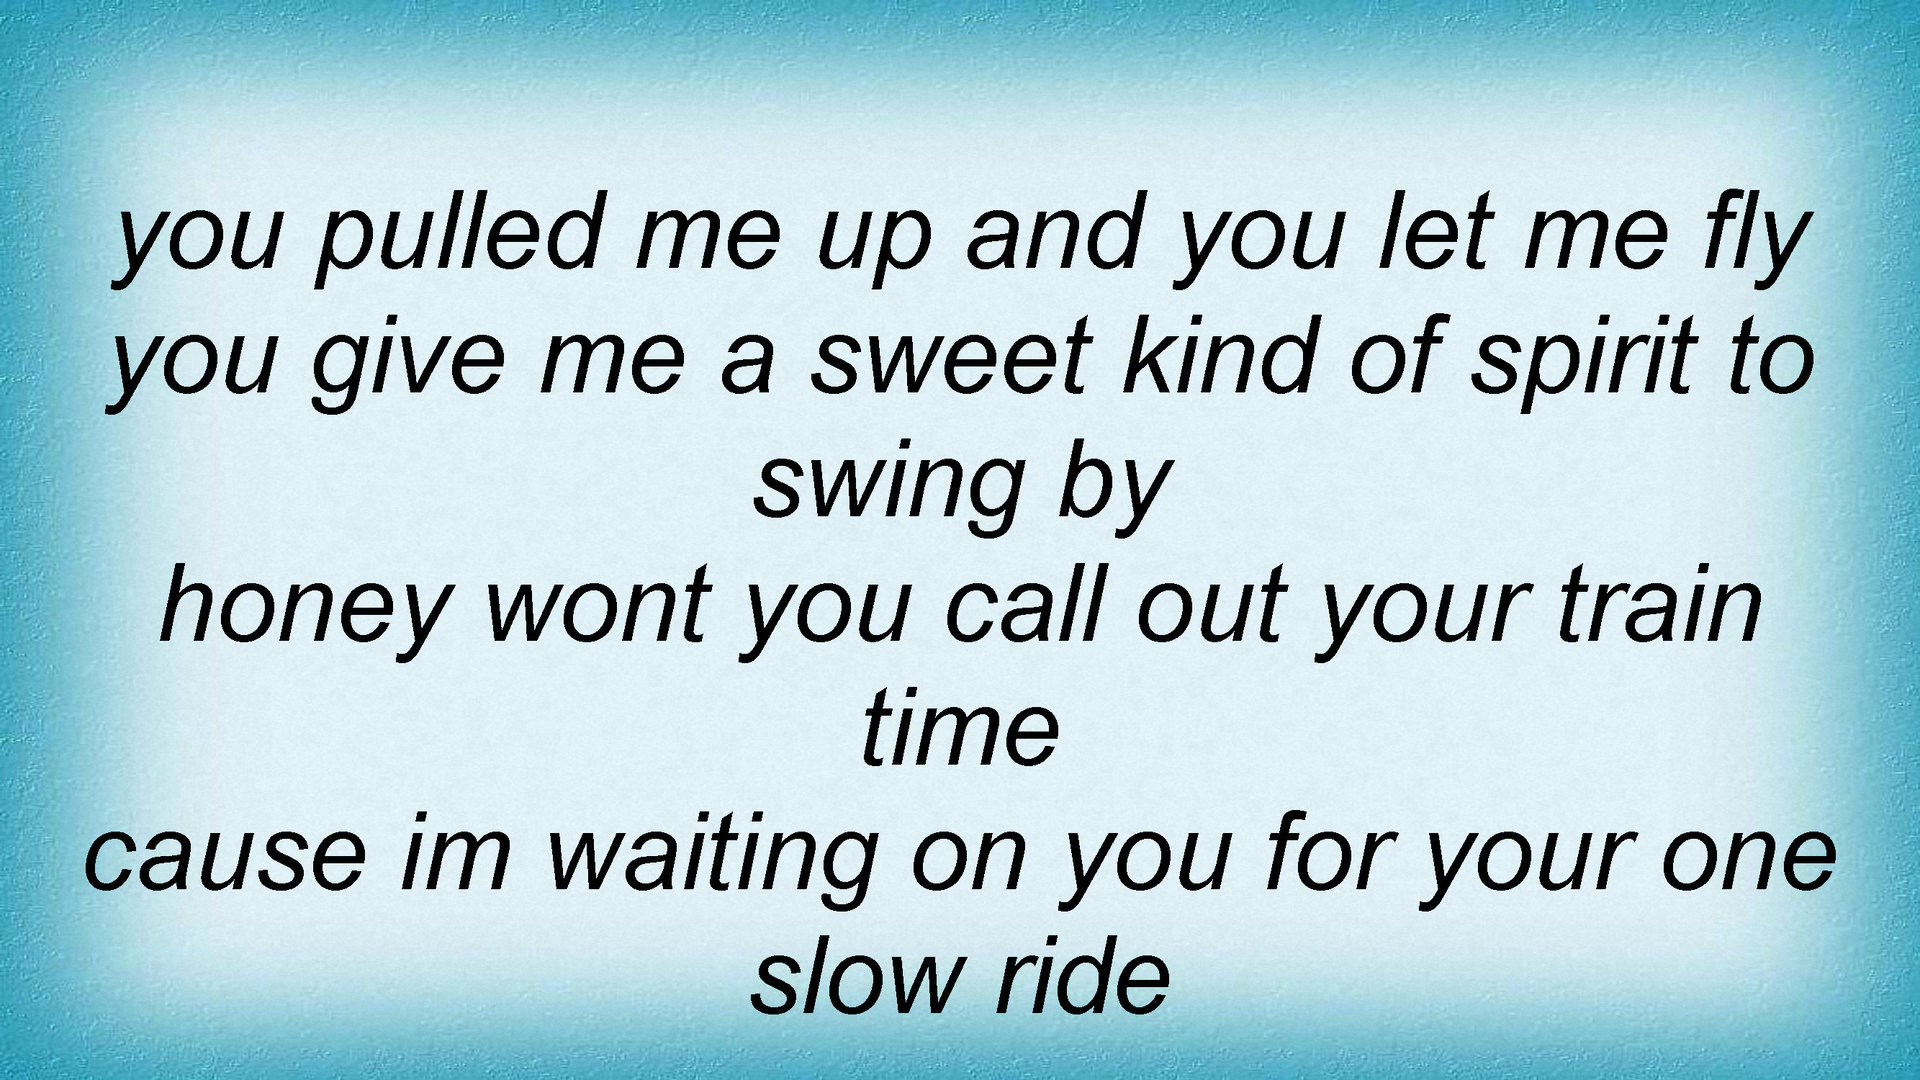 you pulled me up and you let me fly
you give me a sweet kind of spirit to
swing by
honey wont you call out your train
time
cause im waiting on you for your one
slow ride